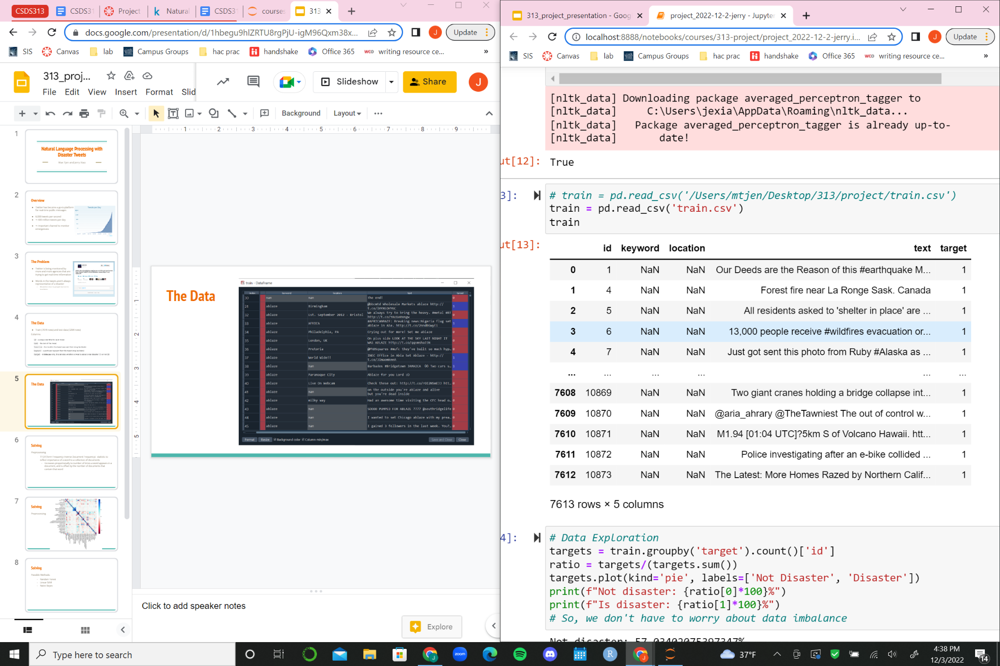 CSDS313
CSDS31
Project
Natural
CSDS31
course
313
docs.google.com/presentation/d/1hbegu9hlZRTU8rgPjU-igM96Qxm38x...
J
Update
SIS
Canvas
lab
Campus Groups
hac prac
handshake
Office 365
wco
writing resource ce...
»
313_proj...
File
Edit
View
Insert
Format
Slid
Slideshow
Share
J
Background
Layout
1
Natural Language Processing with
Disaster Tweets
2
Overview
Tweets per Day
3
The Problem
4
The Data
5
The Data
6
Solving
Preprocessing
7
Solving
Preprocessing
8
Solving
Possible Methods
Random Forest
Linear SVM
Naive Bayes
1 2 3 4 5 6 7 8 9
1
2
3
4
5
The Data
train - DataFrame
Index keyword location text target
30 nan nan The end! 0
31 ablaze Birmingham @bbcmtd Wholesale Markets ablaze http://
t.co/lHYXEOHY6C 1
32 ablaze Est. September 2012 - Bristol We always try to bring the heavy. #metal #RT
http://t.co/YAo1e0xngw 0
33 ablaze AFRICA #AFRICANBAZE: Breaking news:Nigeria flag set
ablaze in Aba. http://t.co/2nndBGwyEi 1
34 ablaze Philadelphia, PA Crying out for more! Set me ablaze 0
35 ablaze London, UK On plus side LOOK AT THE SKY LAST NIGHT IT
WAS ABLAZE http://t.co/qqsmshaJ3N 0
36 ablaze Pretoria @PhDSquares #mufc they've built so much hyp… 0
37 ablaze World Wide!! INEC Office in Abia Set Ablaze - http://
t.co/3ImaomknnA 1
38 ablaze nan Barbados #Bridgetown JAMAICA ÛÒ Two cars s… 1
39 ablaze Paranaque City Ablaze for you Lord :D 0
40 ablaze Live On Webcam Check these out: http://t.co/rOI2NSmEJJ htt… 0
41 ablaze nan on the outside you're ablaze and alive
but you're dead inside 0
42 ablaze milky way Had an awesome time visiting the CFC head o… 0
43 ablaze nan SOOOO PUMPED FOR ABLAZE ???? @southridgelife 0
44 ablaze nan I wanted to set Chicago ablaze with my prea… 0
45 ablaze nan I gained 3 followers in the last week. You?… 0
Format
Resize
Background color
Column min/max
Save and Close
Close
Click to add speaker notes
Explore
313_project_presentation - Goog
project_2022-12-2-jerry - Jupyter
localhost:8888/notebooks/courses/313-project/project_2022-12-2-jerry.i...
J
Update
SIS
Canvas
lab
Campus Groups
hac prac
handshake
Office 365
wco
writing resource ce...
»
[nltk_data] Downloading package averaged_perceptron_tagger to
[nltk_data] C:\Users\jexia\AppData\Roaming\nltk_data...
[nltk_data] Package averaged_perceptron_tagger is already up-to-
[nltk_data] date!
ut[12]: True
3]:
# train = pd.read_csv('/Users/mtjen/Desktop/313/project/train.csv')
train = pd.read_csv('train.csv')
train
ut[13]:
id keyword location text target
0 1 NaN NaN Our Deeds are the Reason of this #earthquake M... 1
1 4 NaN NaN Forest fire near La Ronge Sask. Canada 1
2 5 NaN NaN All residents asked to 'shelter in place' are ... 1
3 6 NaN NaN 13,000 people receive #wildfires evacuation or... 1
4 7 NaN NaN Just got sent this photo from Ruby #Alaska as ... 1
... ... ... ... ... ...
7608 10869 NaN NaN Two giant cranes holding a bridge collapse int... 1
7609 10870 NaN NaN @aria_ahrary @TheTawniest The out of control w... 1
7610 10871 NaN NaN M1.94 [01:04 UTC]?5km S of Volcano Hawaii. htt... 1
7611 10872 NaN NaN Police investigating after an e-bike collided ... 1
7612 10873 NaN NaN The Latest: More Homes Razed by Northern Calif... 1
7613 rows × 5 columns
4]:
# Data Exploration
targets = train.groupby('target').count()['id']
ratio = targets/(targets.sum())
targets.plot(kind='pie', labels=['Not Disaster', 'Disaster'])
print(f"Not disaster: {ratio[0]*100}%")
print(f"Is disaster: {ratio[1]*100}%")
# So, we don't have to worry about data imbalance
Not disaster: 57.03402075397347%
Type here to search
zoom
R
37°F
4:38 PM
12/3/2022
14